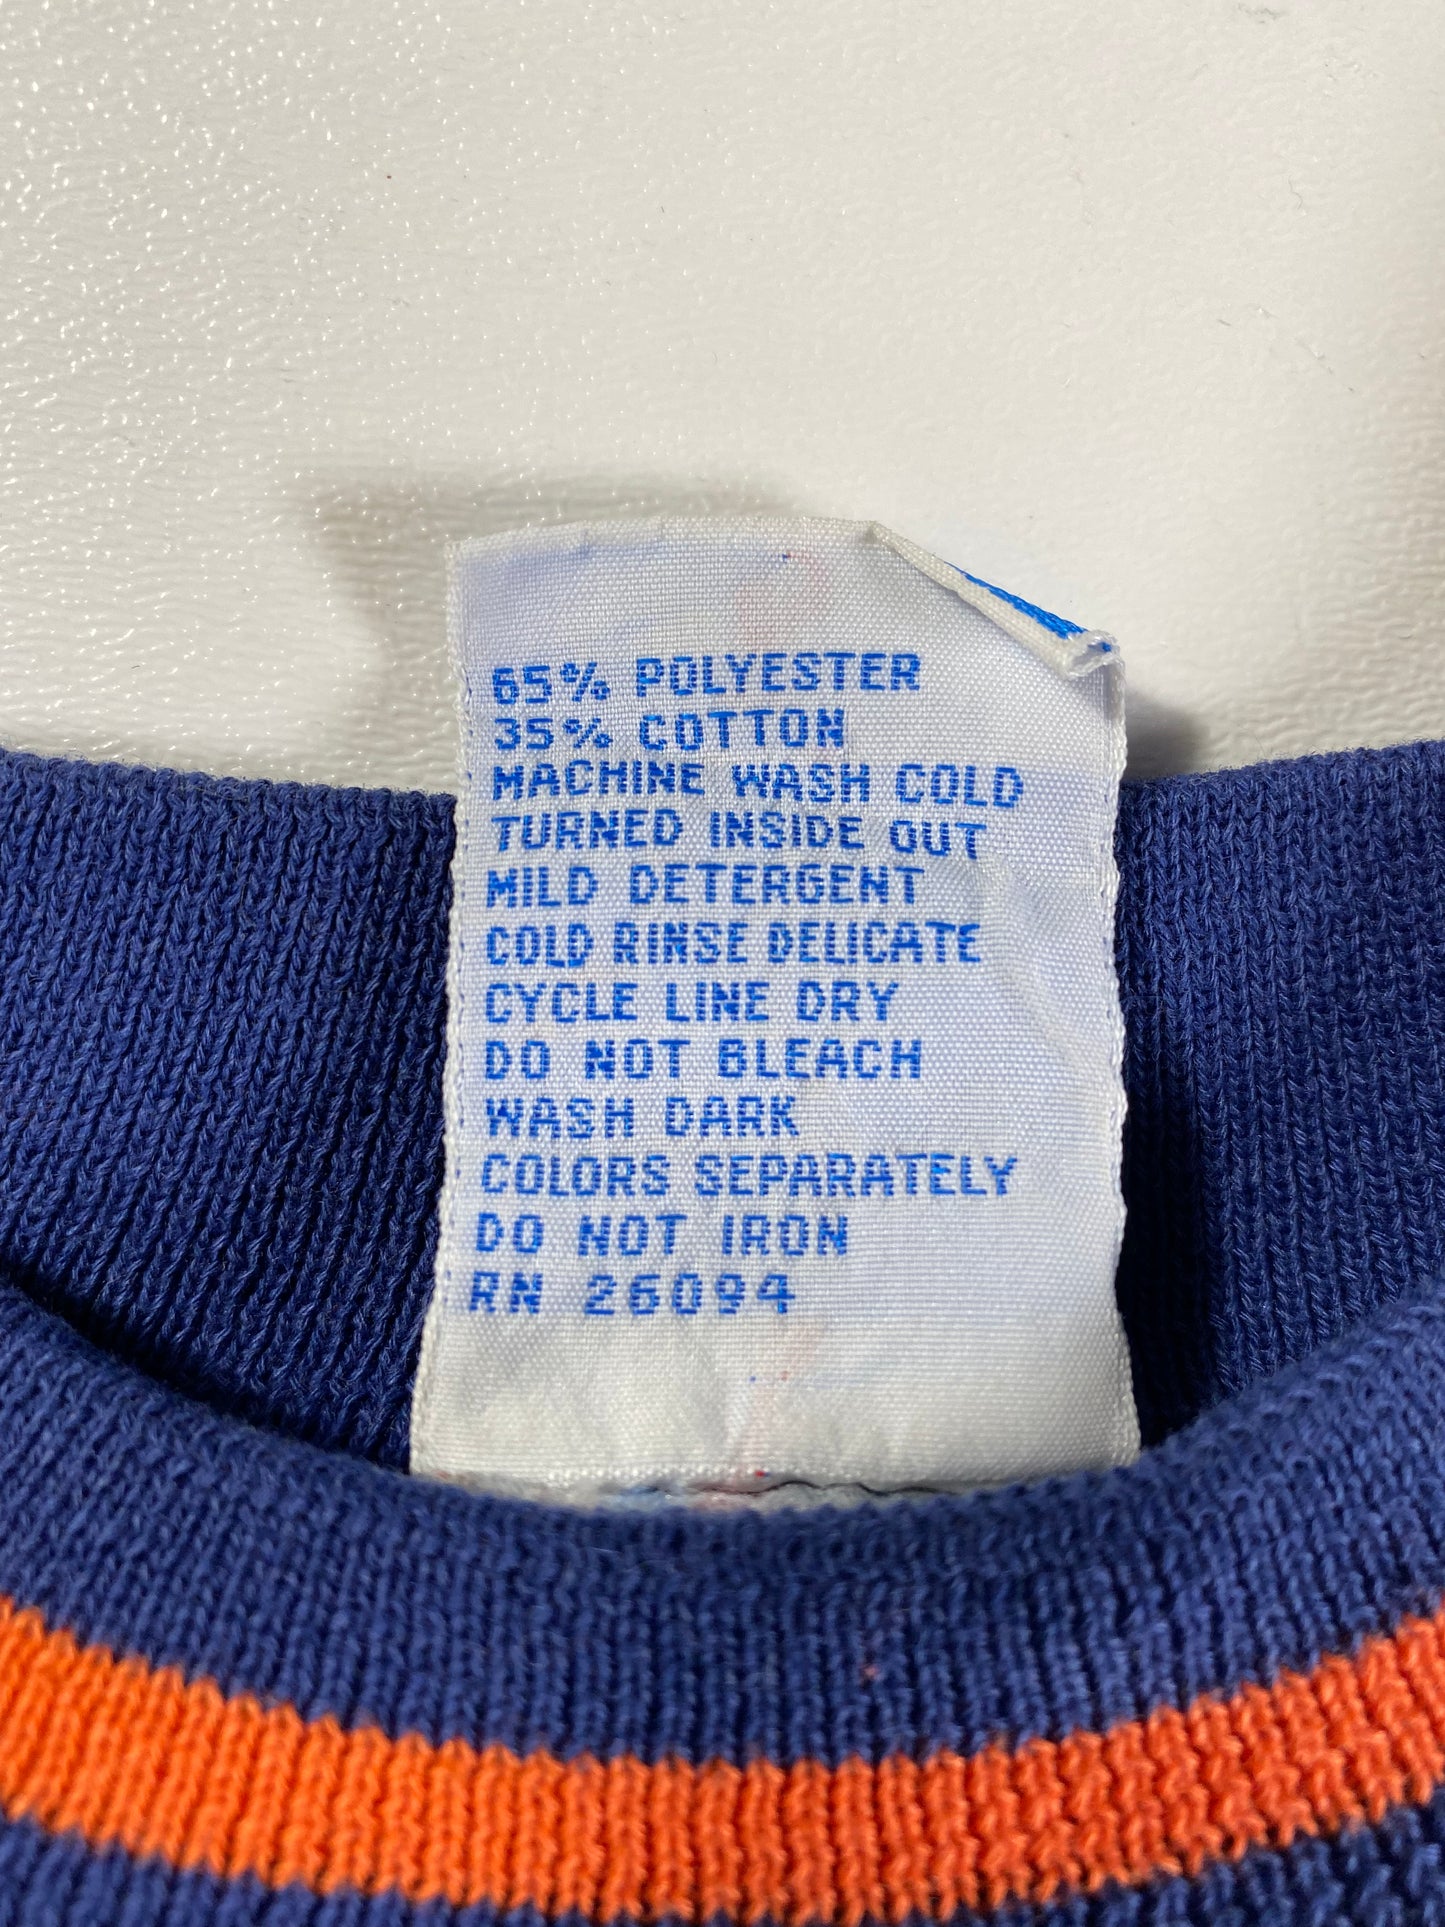 65% POLYESTER
35% COTTON
MACHINE WASH COLD
TURNED INSIDE OUT
MILD DETERGENT
COLD RINSE DELICATE
CYCLE LINE DRY
DO NOT BLEACH
WASH DARK
COLORS SEPARATELY
DO NOT IRON
RN 26094